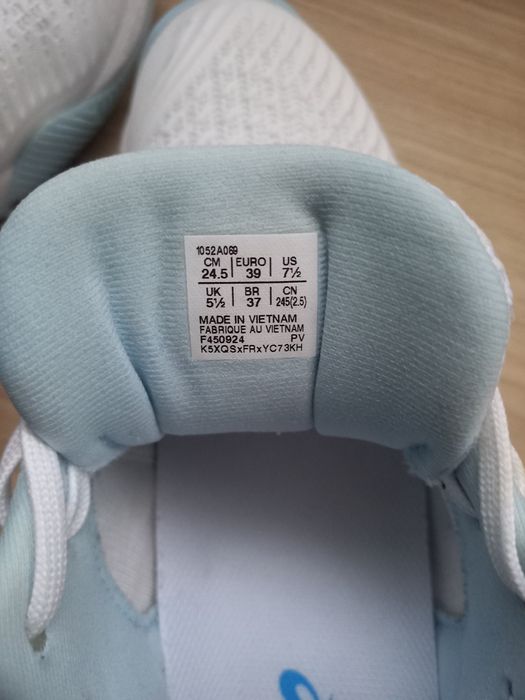 1052A069
CM EURO US
24.5 39 7½
UK BR CN
5½ 37 245(2.5)
MADE IN VIETNAM
FABRIQUE AU VIETNAM
F450924 PV
K5XQSxFRxYC73KH